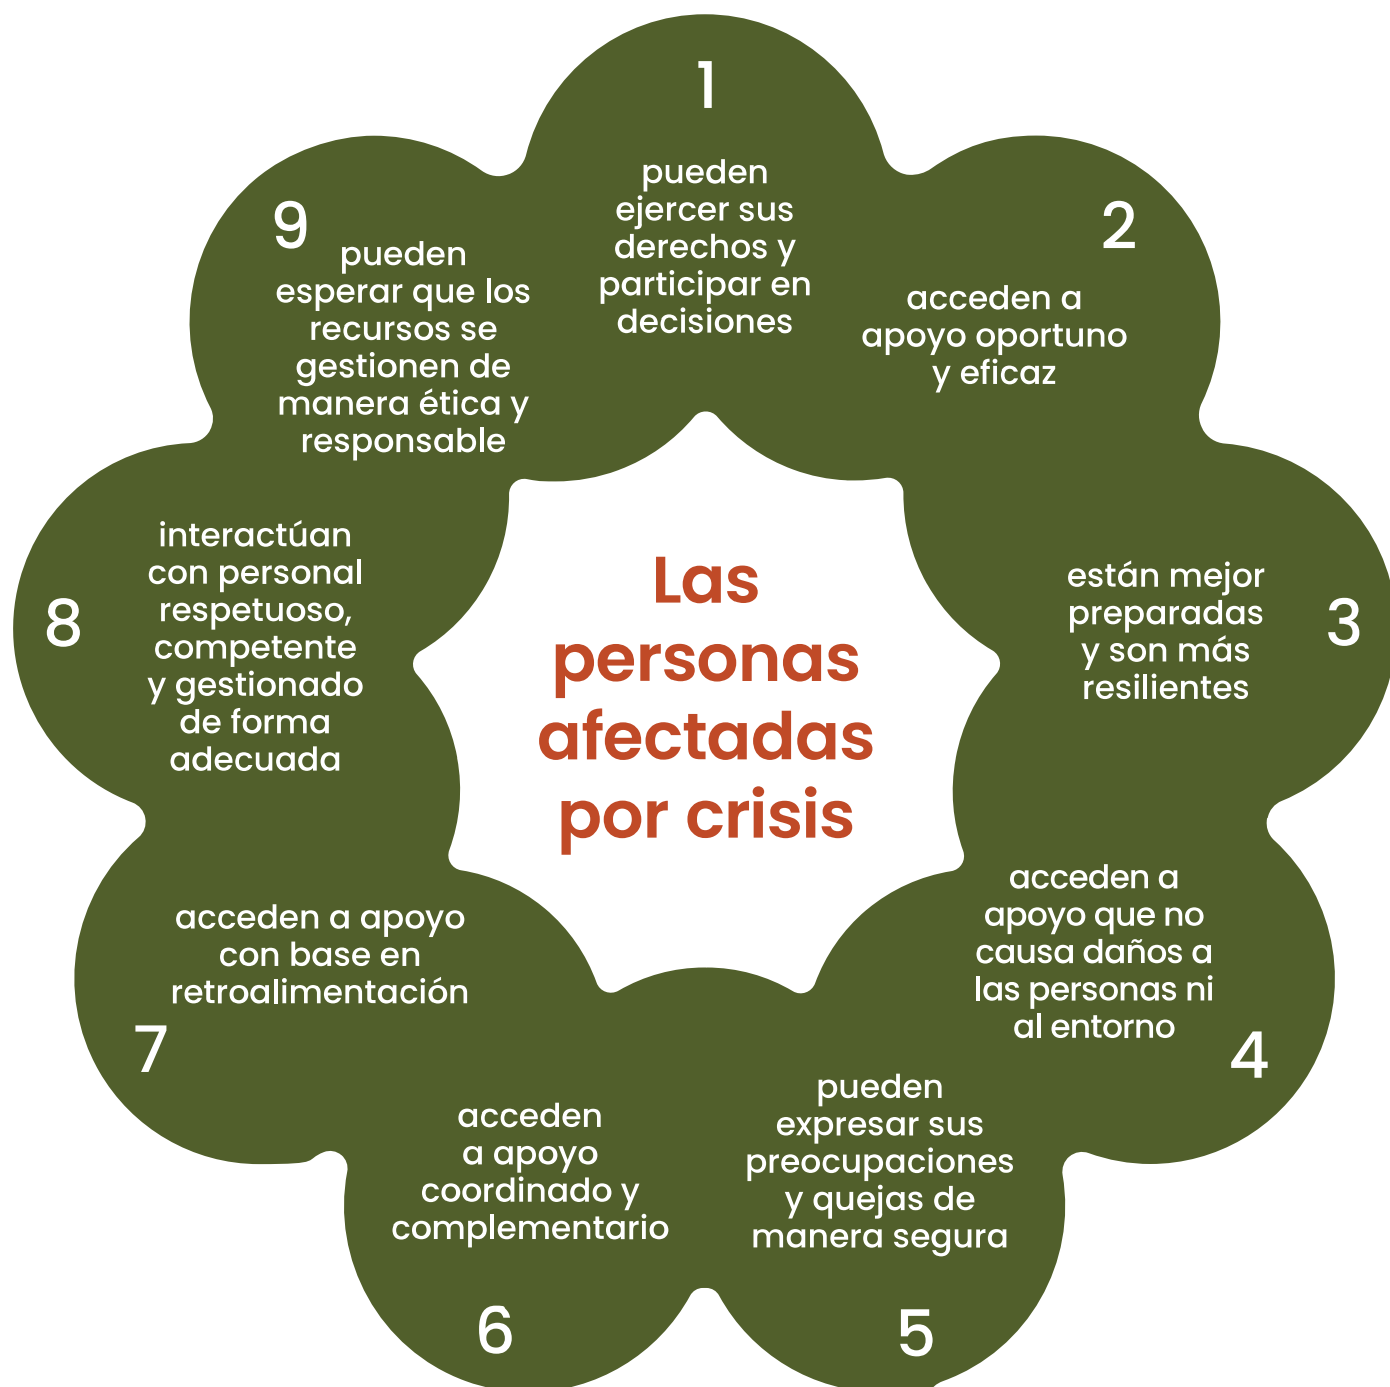 Las
personas
afectadas
por crisis
1
pueden
ejercer sus
derechos y
participar en
decisiones
2
acceden a
apoyo oportuno
y eficaz
3
están mejor
preparadas
y son más
resilientes
4
acceden a
apoyo que no
causa daños a
las personas ni
al entorno
5
pueden
expresar sus
preocupaciones
y quejas de
manera segura
6
acceden
a apoyo
coordinado y
complementario
7
acceden a apoyo
con base en
retroalimentación
8
interactúan
con personal
respetuoso,
competente
y gestionado
de forma
adecuada
9
pueden
esperar que los
recursos se
gestionen de
manera ética y
responsable